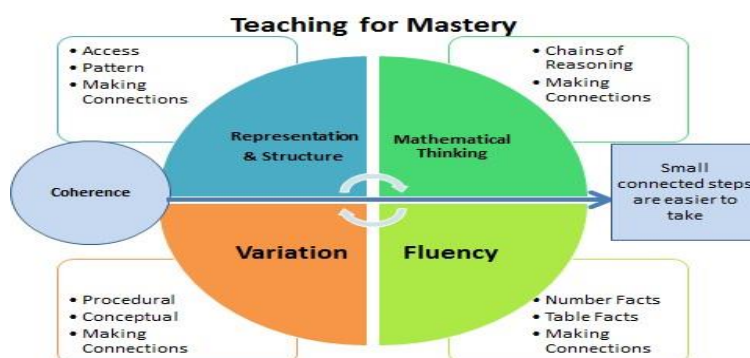 Teaching for Mastery
• Access
• Pattern
• Making
Connections
• Chains of
Reasoning
• Making
Connections
Representation
& Structure
Mathematical
Thinking
Coherence
Small
connected steps
are easier to
take
Variation
Fluency
• Procedural
• Conceptual
• Making
Connections
• Number Facts
• Table Facts
• Making
Connections